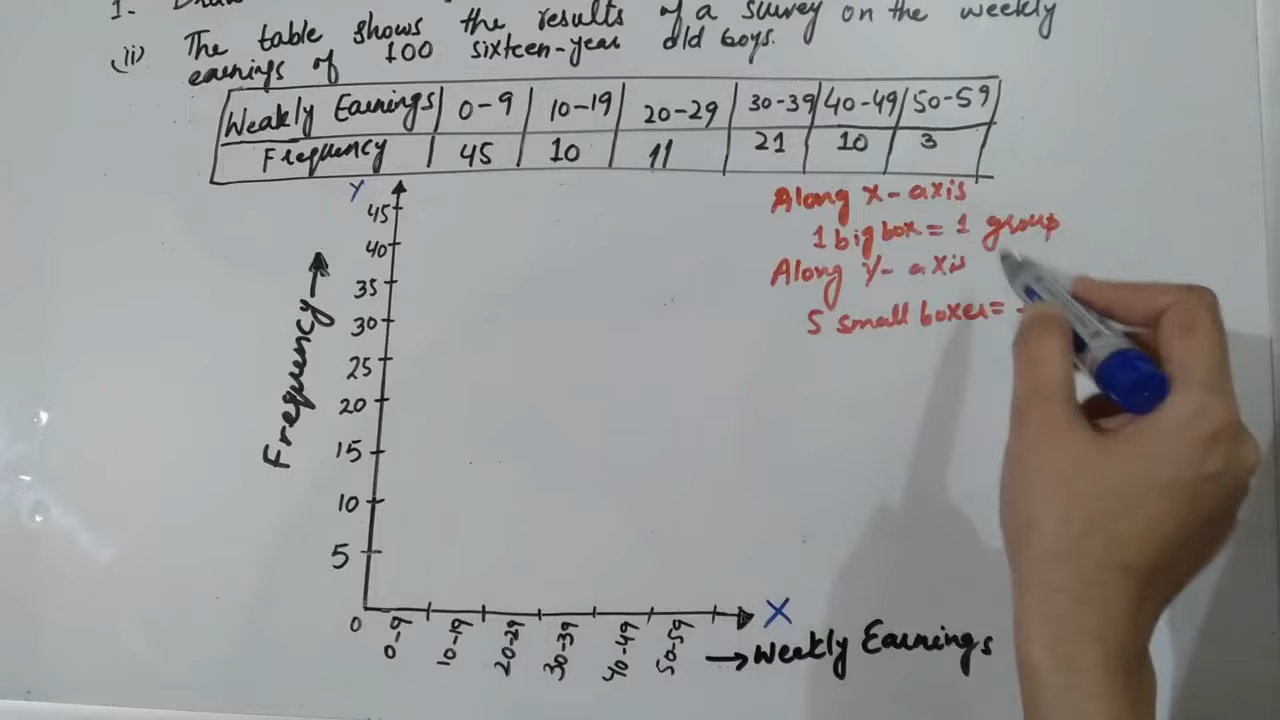 1. Draw
(ii) The table shows the results of a survey on the weekly
earnings of 100 sixteen-year old boys.
Weakly Earnings 0-9 10-19 20-29 30-39 40-49 50-59
Frequency 45 10 11 21 10 3
Along x-axis
1 big box = 1 group
Along y-axis
5 small boxes =
Y
45
40
35
30
25
20
15
10
5
0
Frequency →
0-9 10-19 20-29 30-39 40-49 50-59
X
→ Weekly Earnings